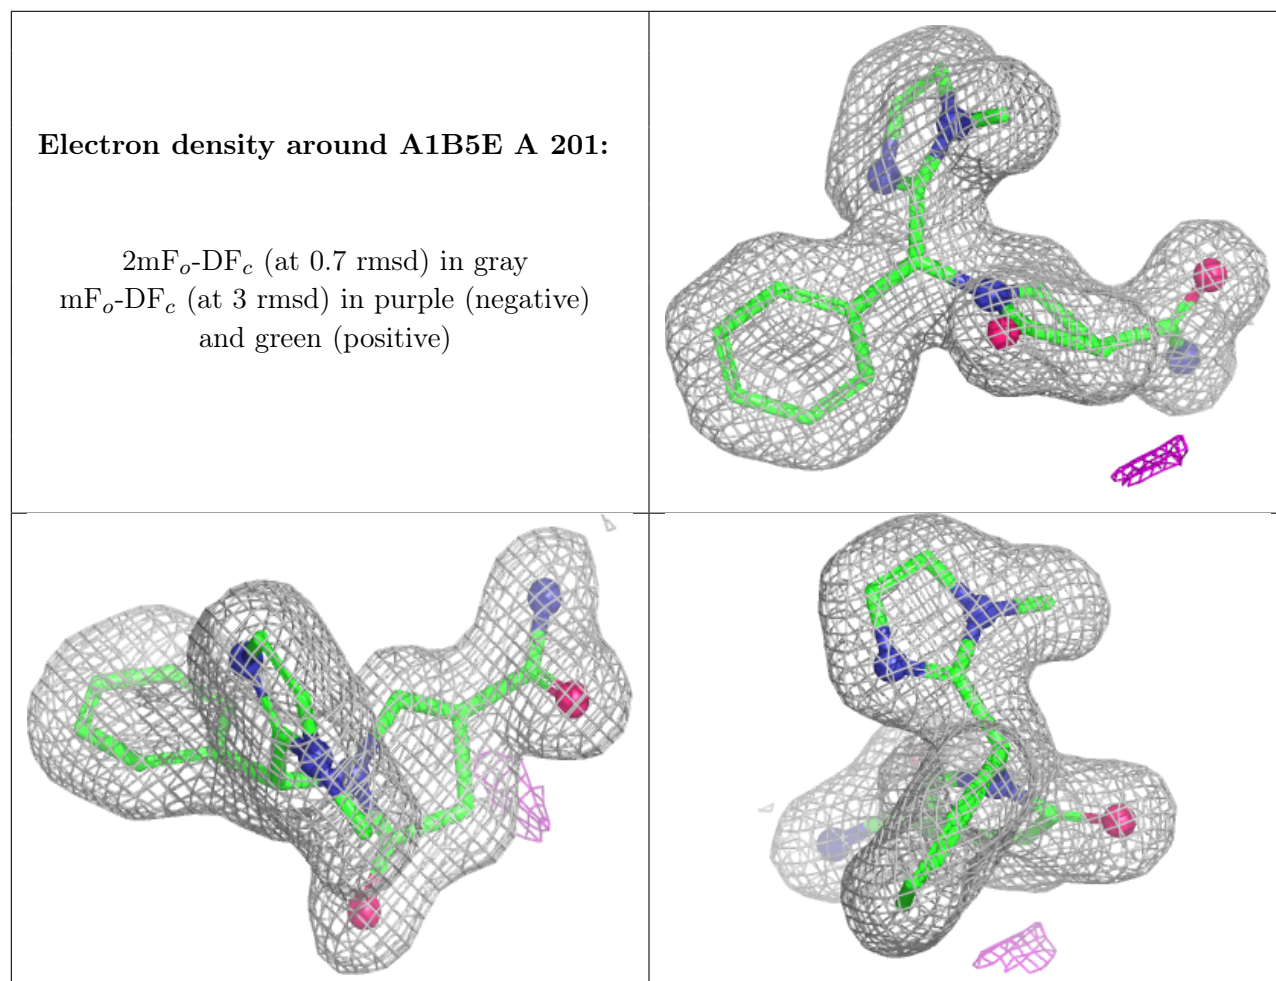 Electron density around A1B5E A 201:
2mFo-DFc (at 0.7 rmsd) in gray
mFo-DFc (at 3 rmsd) in purple (negative)
and green (positive)